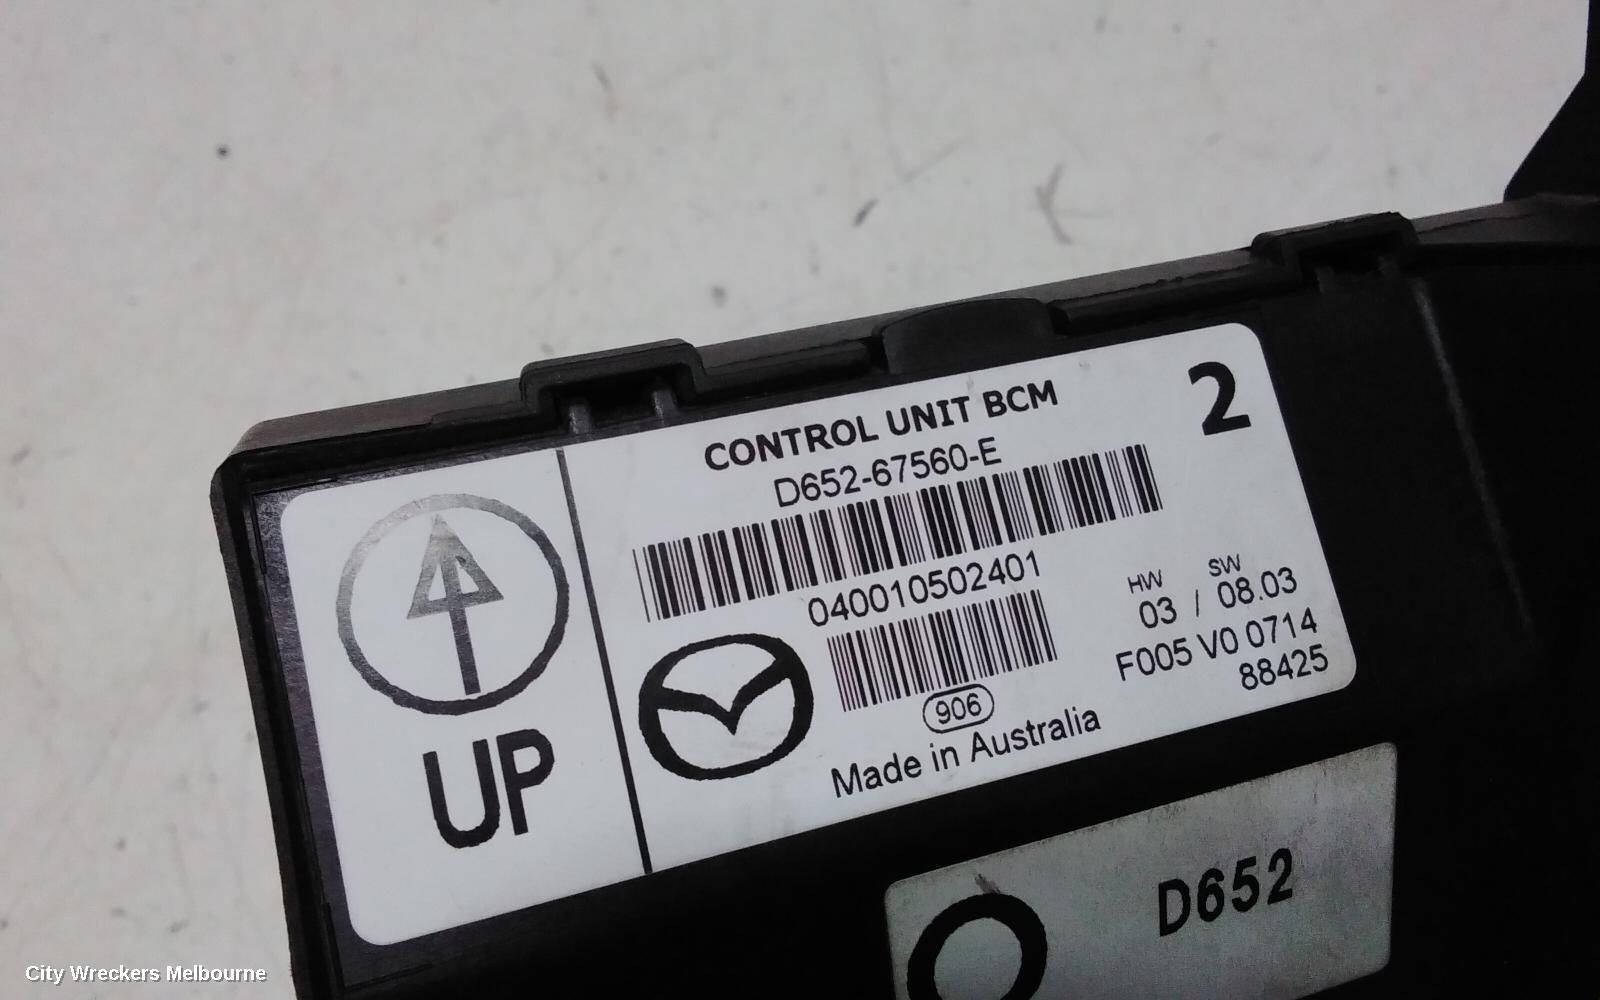 CONTROL UNIT BCM
2
D652-67560-E
040010502401
HW SW
03 / 08.03
F005 V0 0714
88425
906
Made in Australia
UP
D652
City Wreckers Melbourne